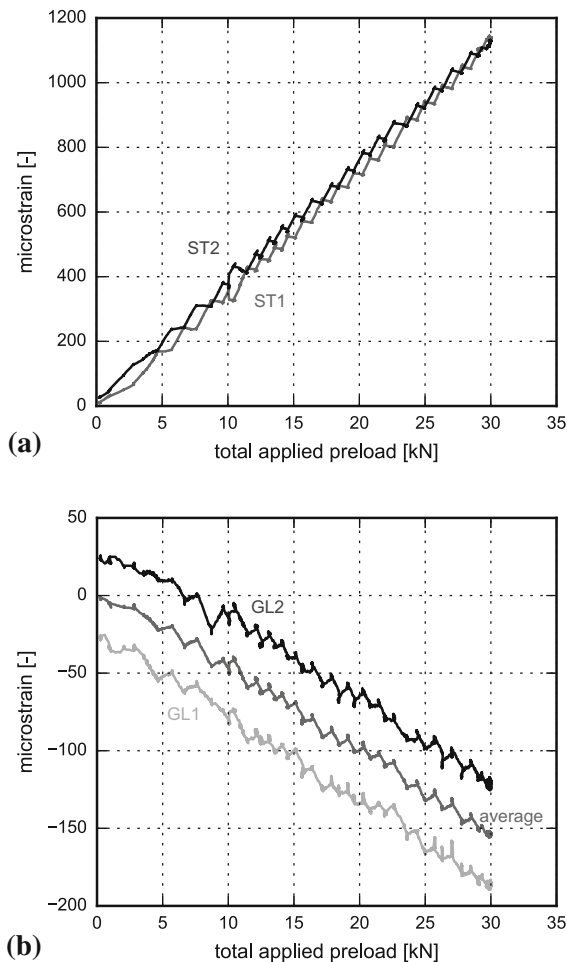 1200
1000
800
600
400
200
0
microstrain [-]
ST2
ST1
0 5 10 15 20 25 30 35
total applied preload [kN]
(a)
50
0
−50
−100
−150
−200
microstrain [-]
GL2
GL1
average
0 5 10 15 20 25 30 35
total applied preload [kN]
(b)